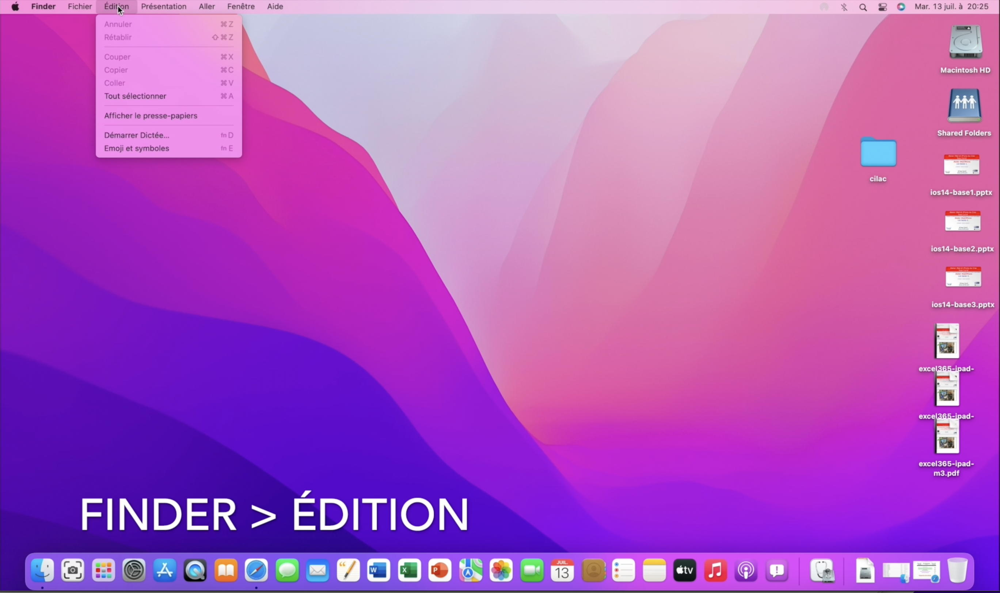 Finder Fichier Édition Présentation Aller Fenêtre Aide
Mar. 13 juil. à 20:25
Annuler ⌘Z
Rétablir ⇧⌘Z
Couper ⌘X
Copier ⌘C
Coller ⌘V
Tout sélectionner ⌘A
Afficher le presse-papiers
Démarrer Dictée... fn D
Emoji et symboles fn E
Macintosh HD
Shared Folders
cilac
ios14-base1.pptx
ios14-base2.pptx
ios14-base3.pptx
excel365-ipad-
excel365-ipad-
excel365-ipad-
m3.pdf
FINDER > ÉDITION
W
X
P
JUIL.
13
tv